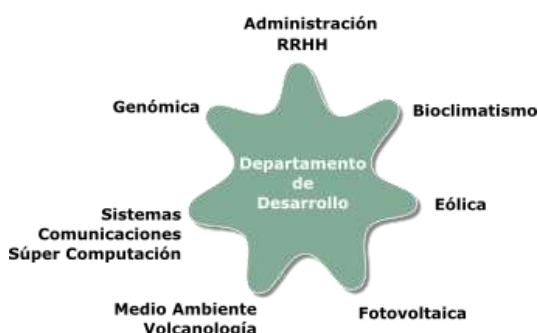 Administración
RRHH
Genómica
Bioclimatismo
Departamento
de
Desarrollo
Eólica
Sistemas
Comunicaciones
Súper Computación
Medio Ambiente
Volcanología
Fotovoltaica